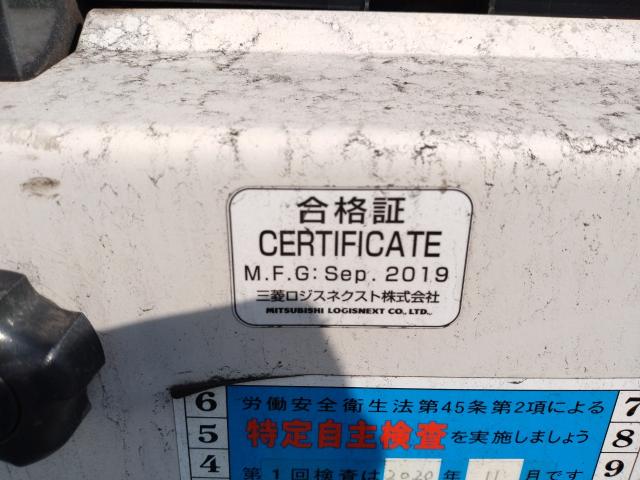 合格証
CERTIFICATE
M.F.G: Sep. 2019
三菱ロジスネクスト株式会社
MITSUBISHI LOGISNEXT CO., LTD.
6 労働安全衛生法第45条第2項による 7
5 特定自主検査を実施しましょう 8
4 第1回検査は2020年11月です 9